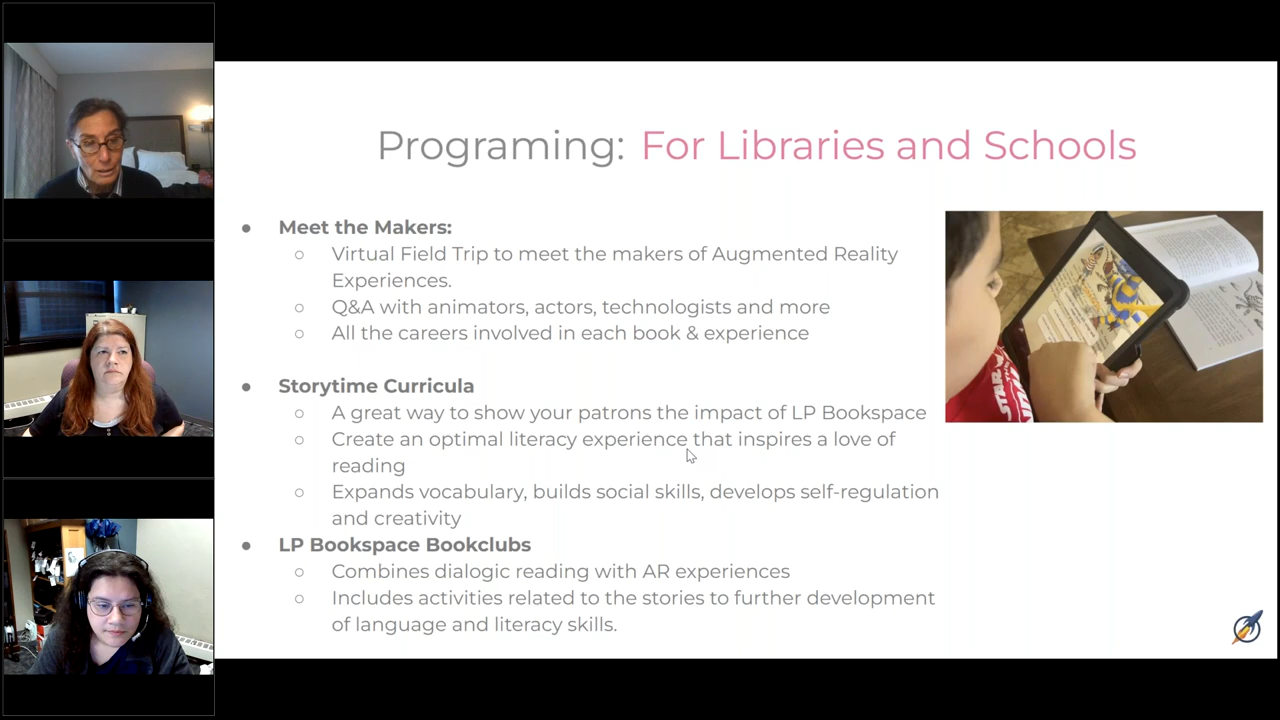 Programing: For Libraries and Schools
● Meet the Makers:
○ Virtual Field Trip to meet the makers of Augmented Reality
Experiences.
○ Q&A with animators, actors, technologists and more
○ All the careers involved in each book & experience
● Storytime Curricula
○ A great way to show your patrons the impact of LP Bookspace
○ Create an optimal literacy experience that inspires a love of
reading
○ Expands vocabulary, builds social skills, develops self-regulation
and creativity
● LP Bookspace Bookclubs
○ Combines dialogic reading with AR experiences
○ Includes activities related to the stories to further development
of language and literacy skills.
STAR